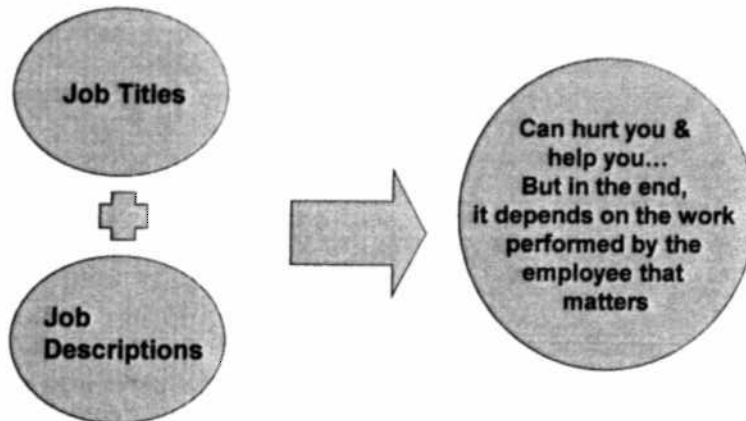 Job Titles
Job
Descriptions
Can hurt you &
help you...
But in the end,
it depends on the work
performed by the
employee that
matters